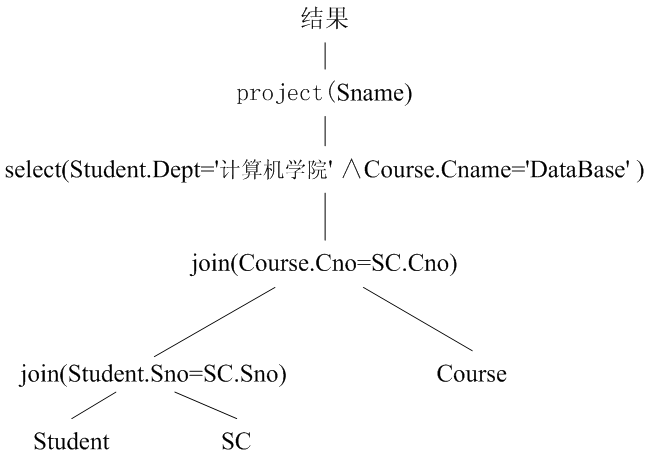 结果
project(Sname)
select(Student.Dept='计算机学院' ∧Course.Cname='DataBase' )
join(Course.Cno=SC.Cno)
join(Student.Sno=SC.Sno)
Course
Student
SC